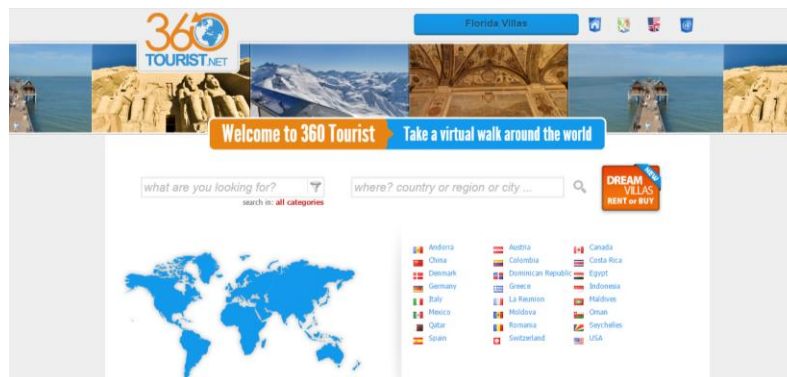 360
TOURIST.NET
Florida Villas
Welcome to 360 Tourist
Take a virtual walk around the world
what are you looking for?
where? country or region or city ...
search in: all categories
NEW
DREAM
VILLAS
RENT or BUY
Andorra Austria Canada
China Colombia Costa Rica
Denmark Dominican Republic Egypt
Germany Greece Indonesia
Italy La Reunion Maldives
Mexico Moldova Oman
Qatar Romania Seychelles
Spain Switzerland USA